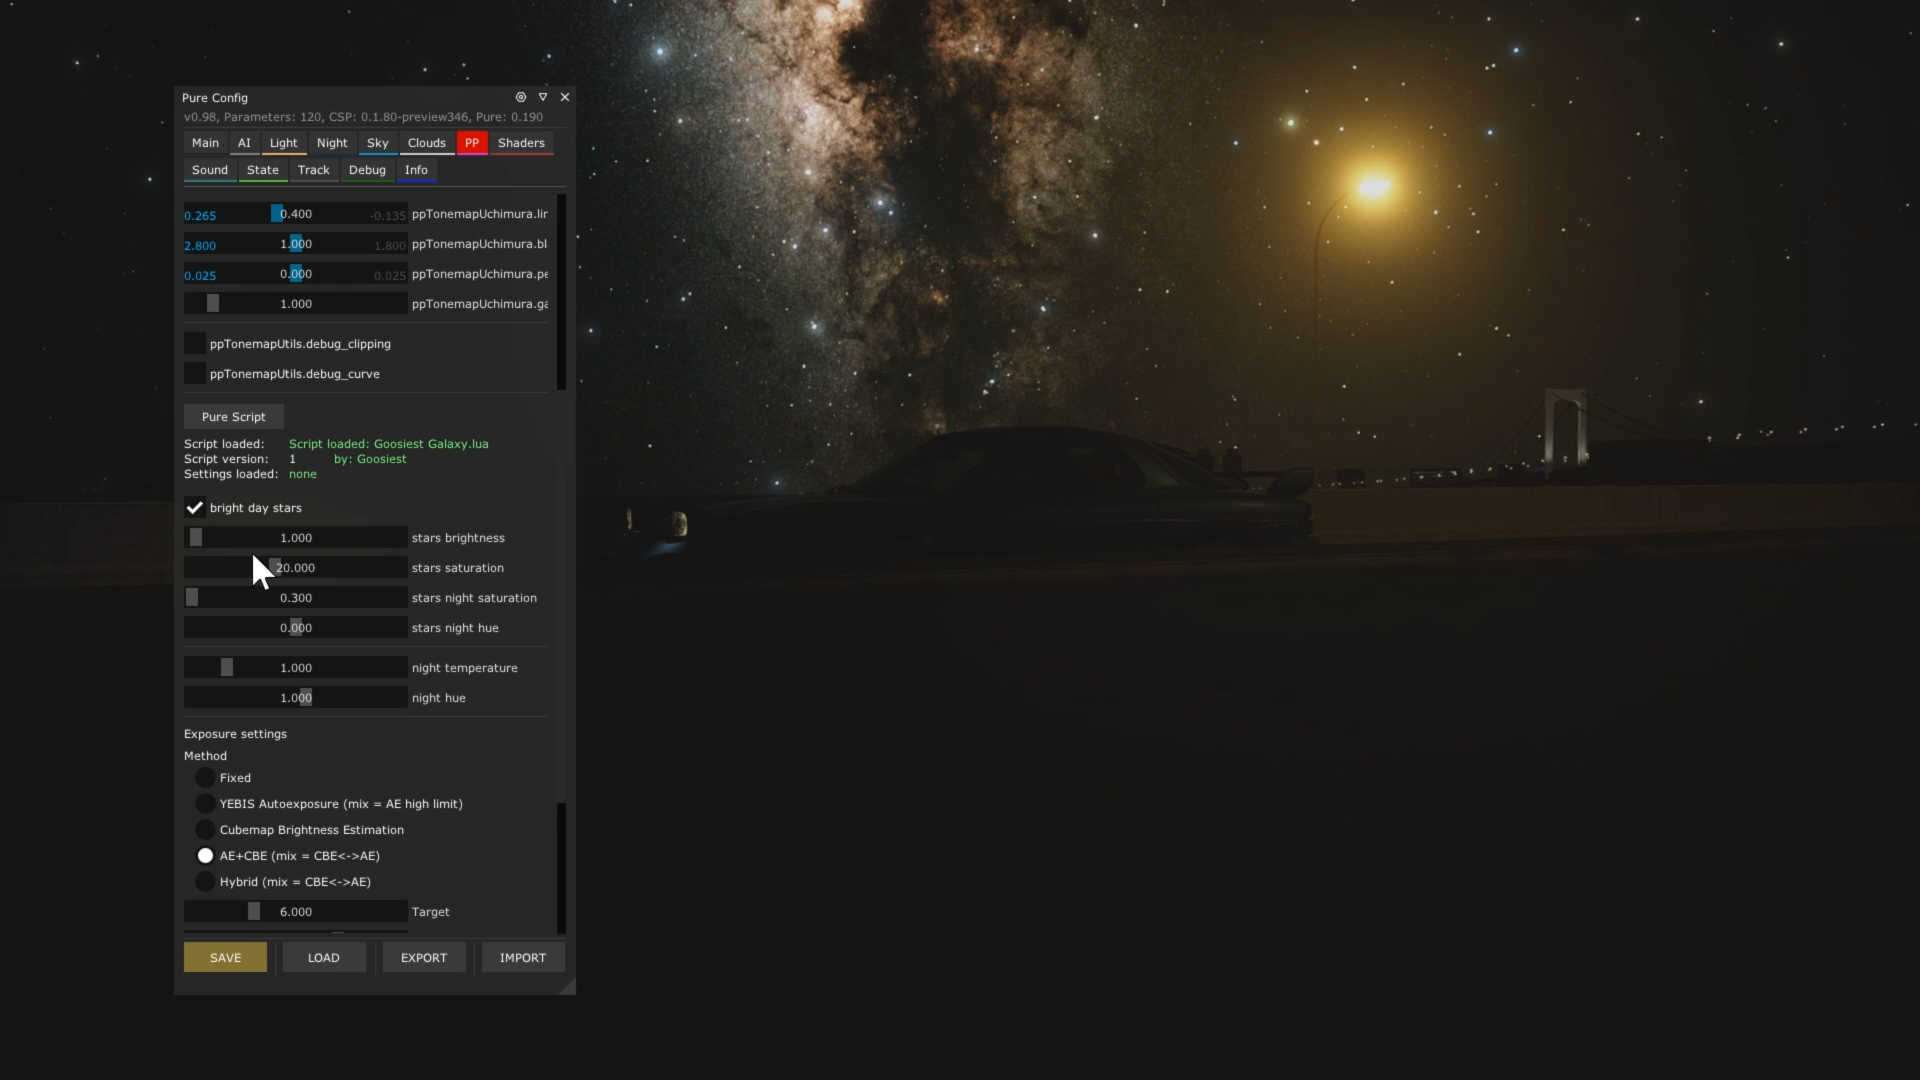 Pure Config
v0.98, Parameters: 120, CSP: 0.1.80-preview346, Pure: 0.190
Main AI Light Night Sky Clouds PP Shaders
Sound State Track Debug Info
0.265 0.400 -0.135 ppTonemapUchimura.lir
2.800 1.000 1.800 ppTonemapUchimura.bl
0.025 0.000 0.025 ppTonemapUchimura.pe
1.000 ppTonemapUchimura.ga
ppTonemapUtils.debug_clipping
ppTonemapUtils.debug_curve
Pure Script
Script loaded: Script loaded: Goosiest Galaxy.lua
Script version: 1 by: Goosiest
Settings loaded: none
bright day stars
1.000 stars brightness
20.000 stars saturation
0.300 stars night saturation
0.000 stars night hue
1.000 night temperature
1.000 night hue
Exposure settings
Method
Fixed
YEBIS Autoexposure (mix = AE high limit)
Cubemap Brightness Estimation
AE+CBE (mix = CBE<->AE)
Hybrid (mix = CBE<->AE)
6.000 Target
SAVE LOAD EXPORT IMPORT